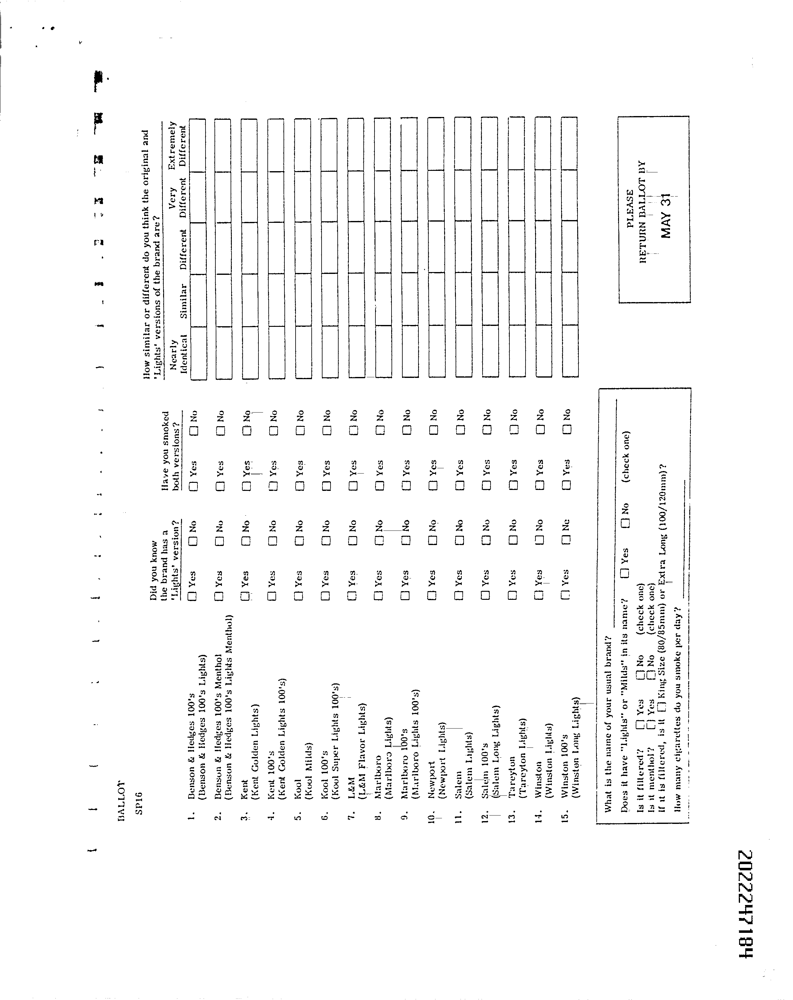 BALLOT
SP16
Did you know
the brand has a
'Lights' version?
Have you smoked
both versions?
How similar or different do you think the original and
'Lights' versions of the brand are?
Nearly
Identical
Similar
Different
Very
Different
Extremely
Different
1. Benson & Hedges 100's ☐ Yes ☐ No ☐ Yes ☐ No
(Benson & Hedges 100's Lights)
2. Benson & Hedges 100's Menthol ☐ Yes ☐ No ☐ Yes ☐ No
(Benson & Hedges 100's Lights Menthol)
3. Kent ☐ Yes ☐ No ☐ Yes ☐ No
(Kent Golden Lights)
4. Kent 100's ☐ Yes ☐ No ☐ Yes ☐ No
(Kent Golden Lights 100's)
5. Kool ☐ Yes ☐ No ☐ Yes ☐ No
(Kool Milds)
6. Kool 100's ☐ Yes ☐ No ☐ Yes ☐ No
(Kool Super Lights 100's)
7. L&M ☐ Yes ☐ No ☐ Yes ☐ No
(L&M Flavor Lights)
8. Marlboro ☐ Yes ☐ No ☐ Yes ☐ No
(Marlboro Lights)
9. Marlboro 100's ☐ Yes ☐ No ☐ Yes ☐ No
(Marlboro Lights 100's)
10. Newport ☐ Yes ☐ No ☐ Yes ☐ No
(Newport Lights)
11. Salem ☐ Yes ☐ No ☐ Yes ☐ No
(Salem Lights)
12. Salem 100's ☐ Yes ☐ No ☐ Yes ☐ No
(Salem Long Lights)
13. Tareyton ☐ Yes ☐ No ☐ Yes ☐ No
(Tareyton Lights)
14. Winston ☐ Yes ☐ No ☐ Yes ☐ No
(Winston Lights)
15. Winston 100's ☐ Yes ☐ No ☐ Yes ☐ No
(Winston Long Lights)
What is the name of your usual brand?
Does it have "Lights" or "Milds" in its name? ☐ Yes ☐ No (check one)
Is it filtered? ☐ Yes ☐ No (check one)
Is it menthol? ☐ Yes ☐ No (check one)
If it is filtered, is it ☐ King Size (80/85mm) or Extra Long (100/120mm)?
How many cigarettes do you smoke per day?
PLEASE
RETURN BALLOT BY
MAY 31
2022247184